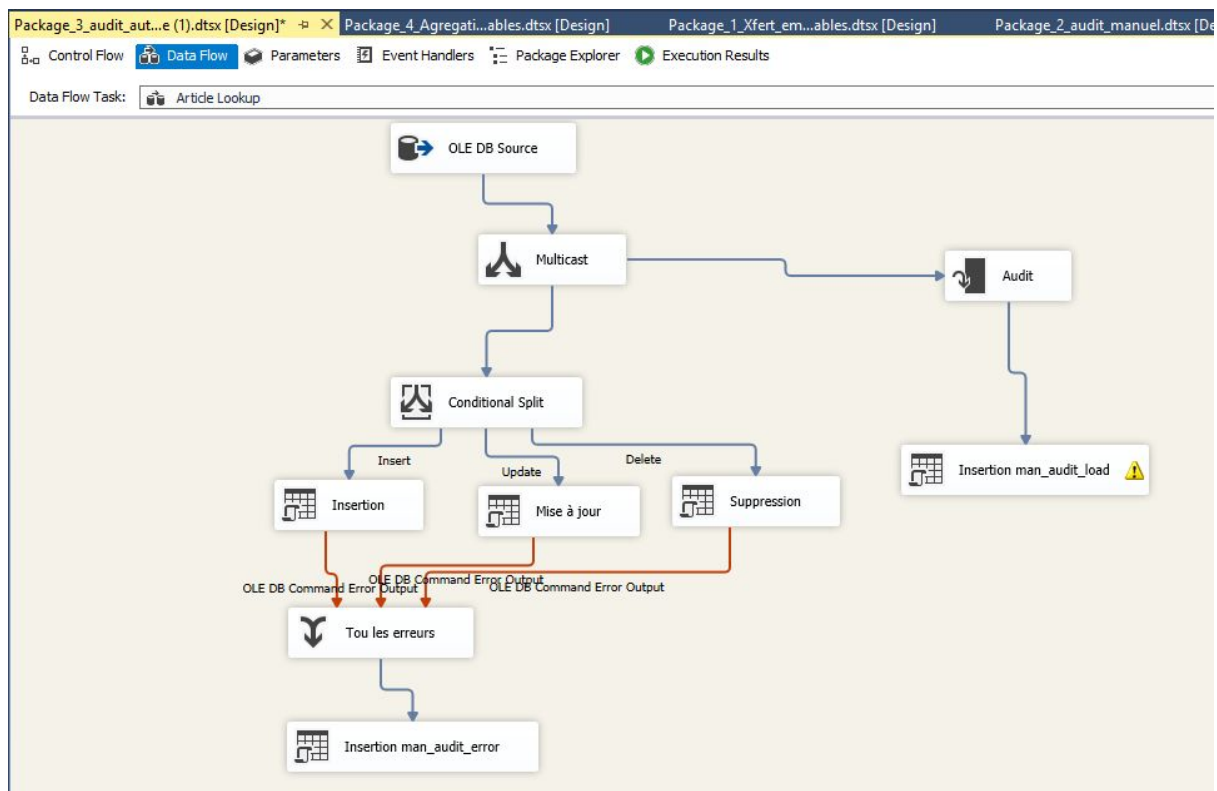 Package_3_audit_aut...e (1).dtsx [Design]* Package_4_Agregati...ables.dtsx [Design] Package_1_Xfert_em...ables.dtsx [Design] Package_2_audit_manuel.dtsx [De
Control Flow Data Flow Parameters Event Handlers Package Explorer Execution Results
Data Flow Task: Article Lookup
OLE DB Source
Multicast
Audit
Conditional Split
Insert
Update
Delete
Insertion man_audit_load
Insertion
Mise à jour
Suppression
OLE DB Command Error Output
OLE DB Command Error Output
OLE DB Command Error Output
Tou les erreurs
Insertion man_audit_error